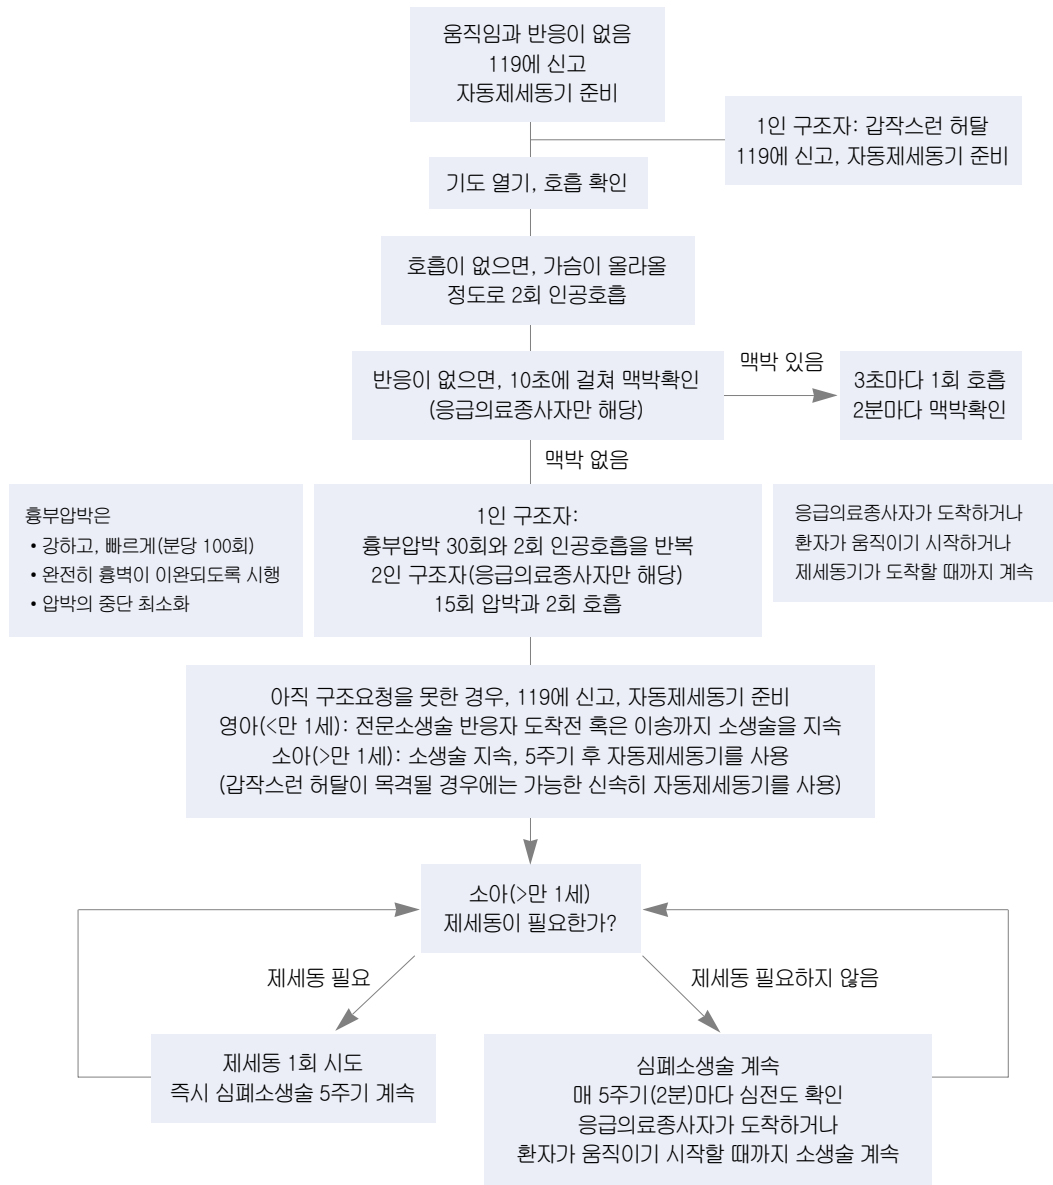 움직임과 반응이 없음
119에 신고
자동제세동기 준비
1인 구조자: 갑작스런 허탈
119에 신고, 자동제세동기 준비
기도 열기, 호흡 확인
호흡이 없으면, 가슴이 올라올
정도로 2회 인공호흡
반응이 없으면, 10초에 걸쳐 맥박확인
(응급의료종사자만 해당)
맥박 있음
3초마다 1회 호흡
2분마다 맥박확인
맥박 없음
흉부압박은
• 강하고, 빠르게(분당 100회)
• 완전히 흉벽이 이완되도록 시행
• 압박의 중단 최소화
1인 구조자:
흉부압박 30회와 2회 인공호흡을 반복
2인 구조자(응급의료종사자만 해당)
15회 압박과 2회 호흡
응급의료종사자가 도착하거나
환자가 움직이기 시작하거나
제세동기가 도착할 때까지 계속
아직 구조요청을 못한 경우, 119에 신고, 자동제세동기 준비
영아(<만 1세): 전문소생술 반응자 도착전 혹은 이송까지 소생술을 지속
소아(>만 1세): 소생술 지속, 5주기 후 자동제세동기를 사용
(갑작스런 허탈이 목격될 경우에는 가능한 신속히 자동제세동기를 사용)
소아(>만 1세)
제세동이 필요한가?
제세동 필요
제세동 필요하지 않음
제세동 1회 시도
즉시 심폐소생술 5주기 계속
심폐소생술 계속
매 5주기(2분)마다 심전도 확인
응급의료종사자가 도착하거나
환자가 움직이기 시작할 때까지 소생술 계속